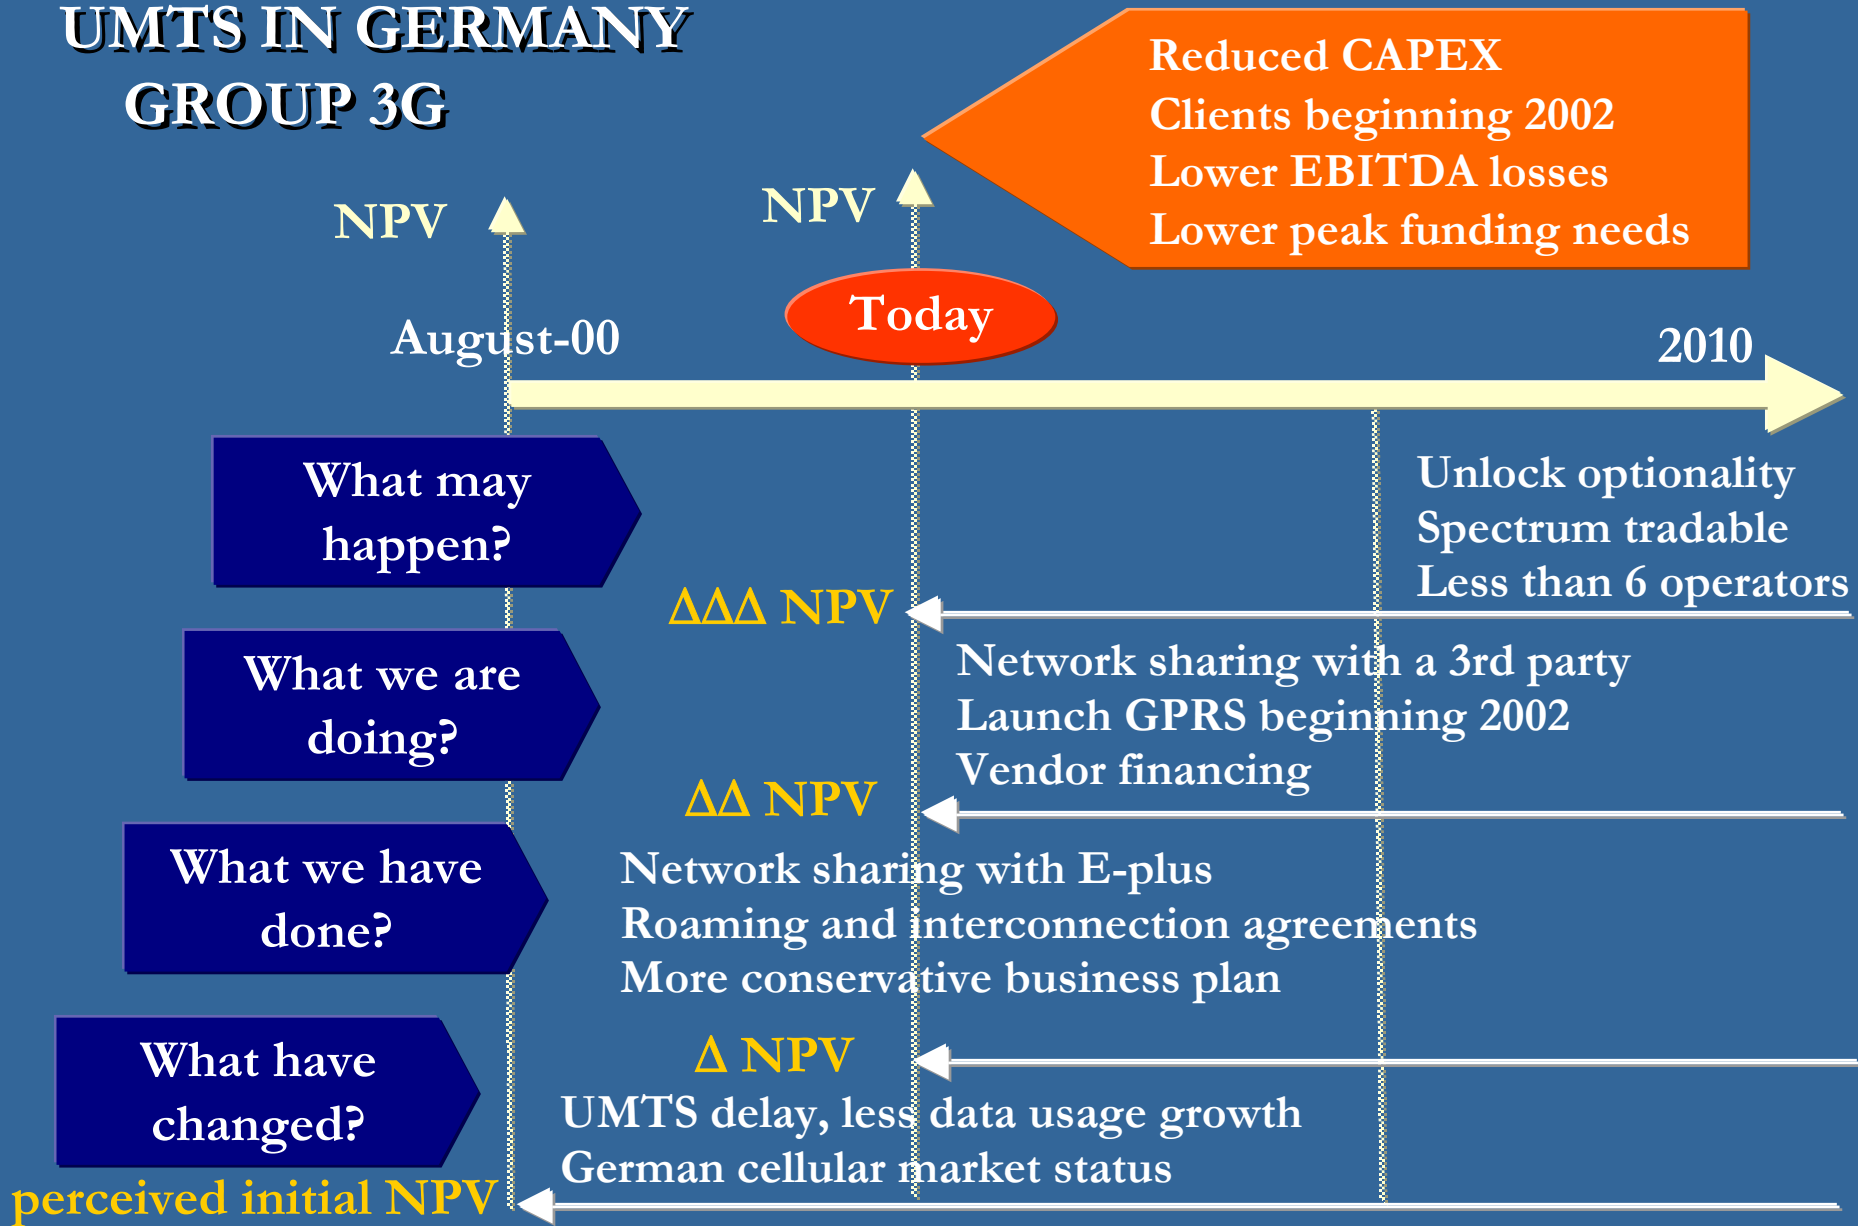 UMTS IN GERMANY
GROUP 3G
Reduced CAPEX
Clients beginning 2002
Lower EBITDA losses
Lower peak funding needs
NPV
NPV
Today
August-00
2010
What may
happen?
Unlock optionality
Spectrum tradable
Less than 6 operators
ΔΔΔ NPV
What we are
doing?
Network sharing with a 3rd party
Launch GPRS beginning 2002
Vendor financing
ΔΔ NPV
What we have
done?
Network sharing with E-plus
Roaming and interconnection agreements
More conservative business plan
Δ NPV
What have
changed?
UMTS delay, less data usage growth
German cellular market status
perceived initial NPV